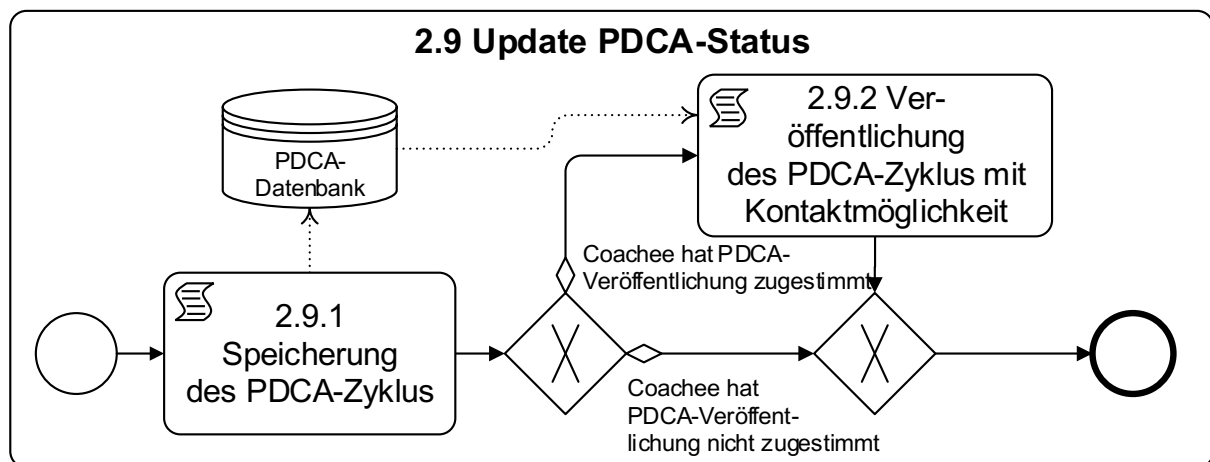 2.9 Update PDCA-Status
PDCA-
Datenbank
2.9.2 Ver-
öffentlichung
des PDCA-Zyklus mit
Kontaktmöglichkeit
Coachee hat PDCA-
Veröffentlichung zugestimmt
2.9.1
Speicherung
des PDCA-Zyklus
Coachee hat
PDCA-Veröffent-
lichung nicht zugestimmt